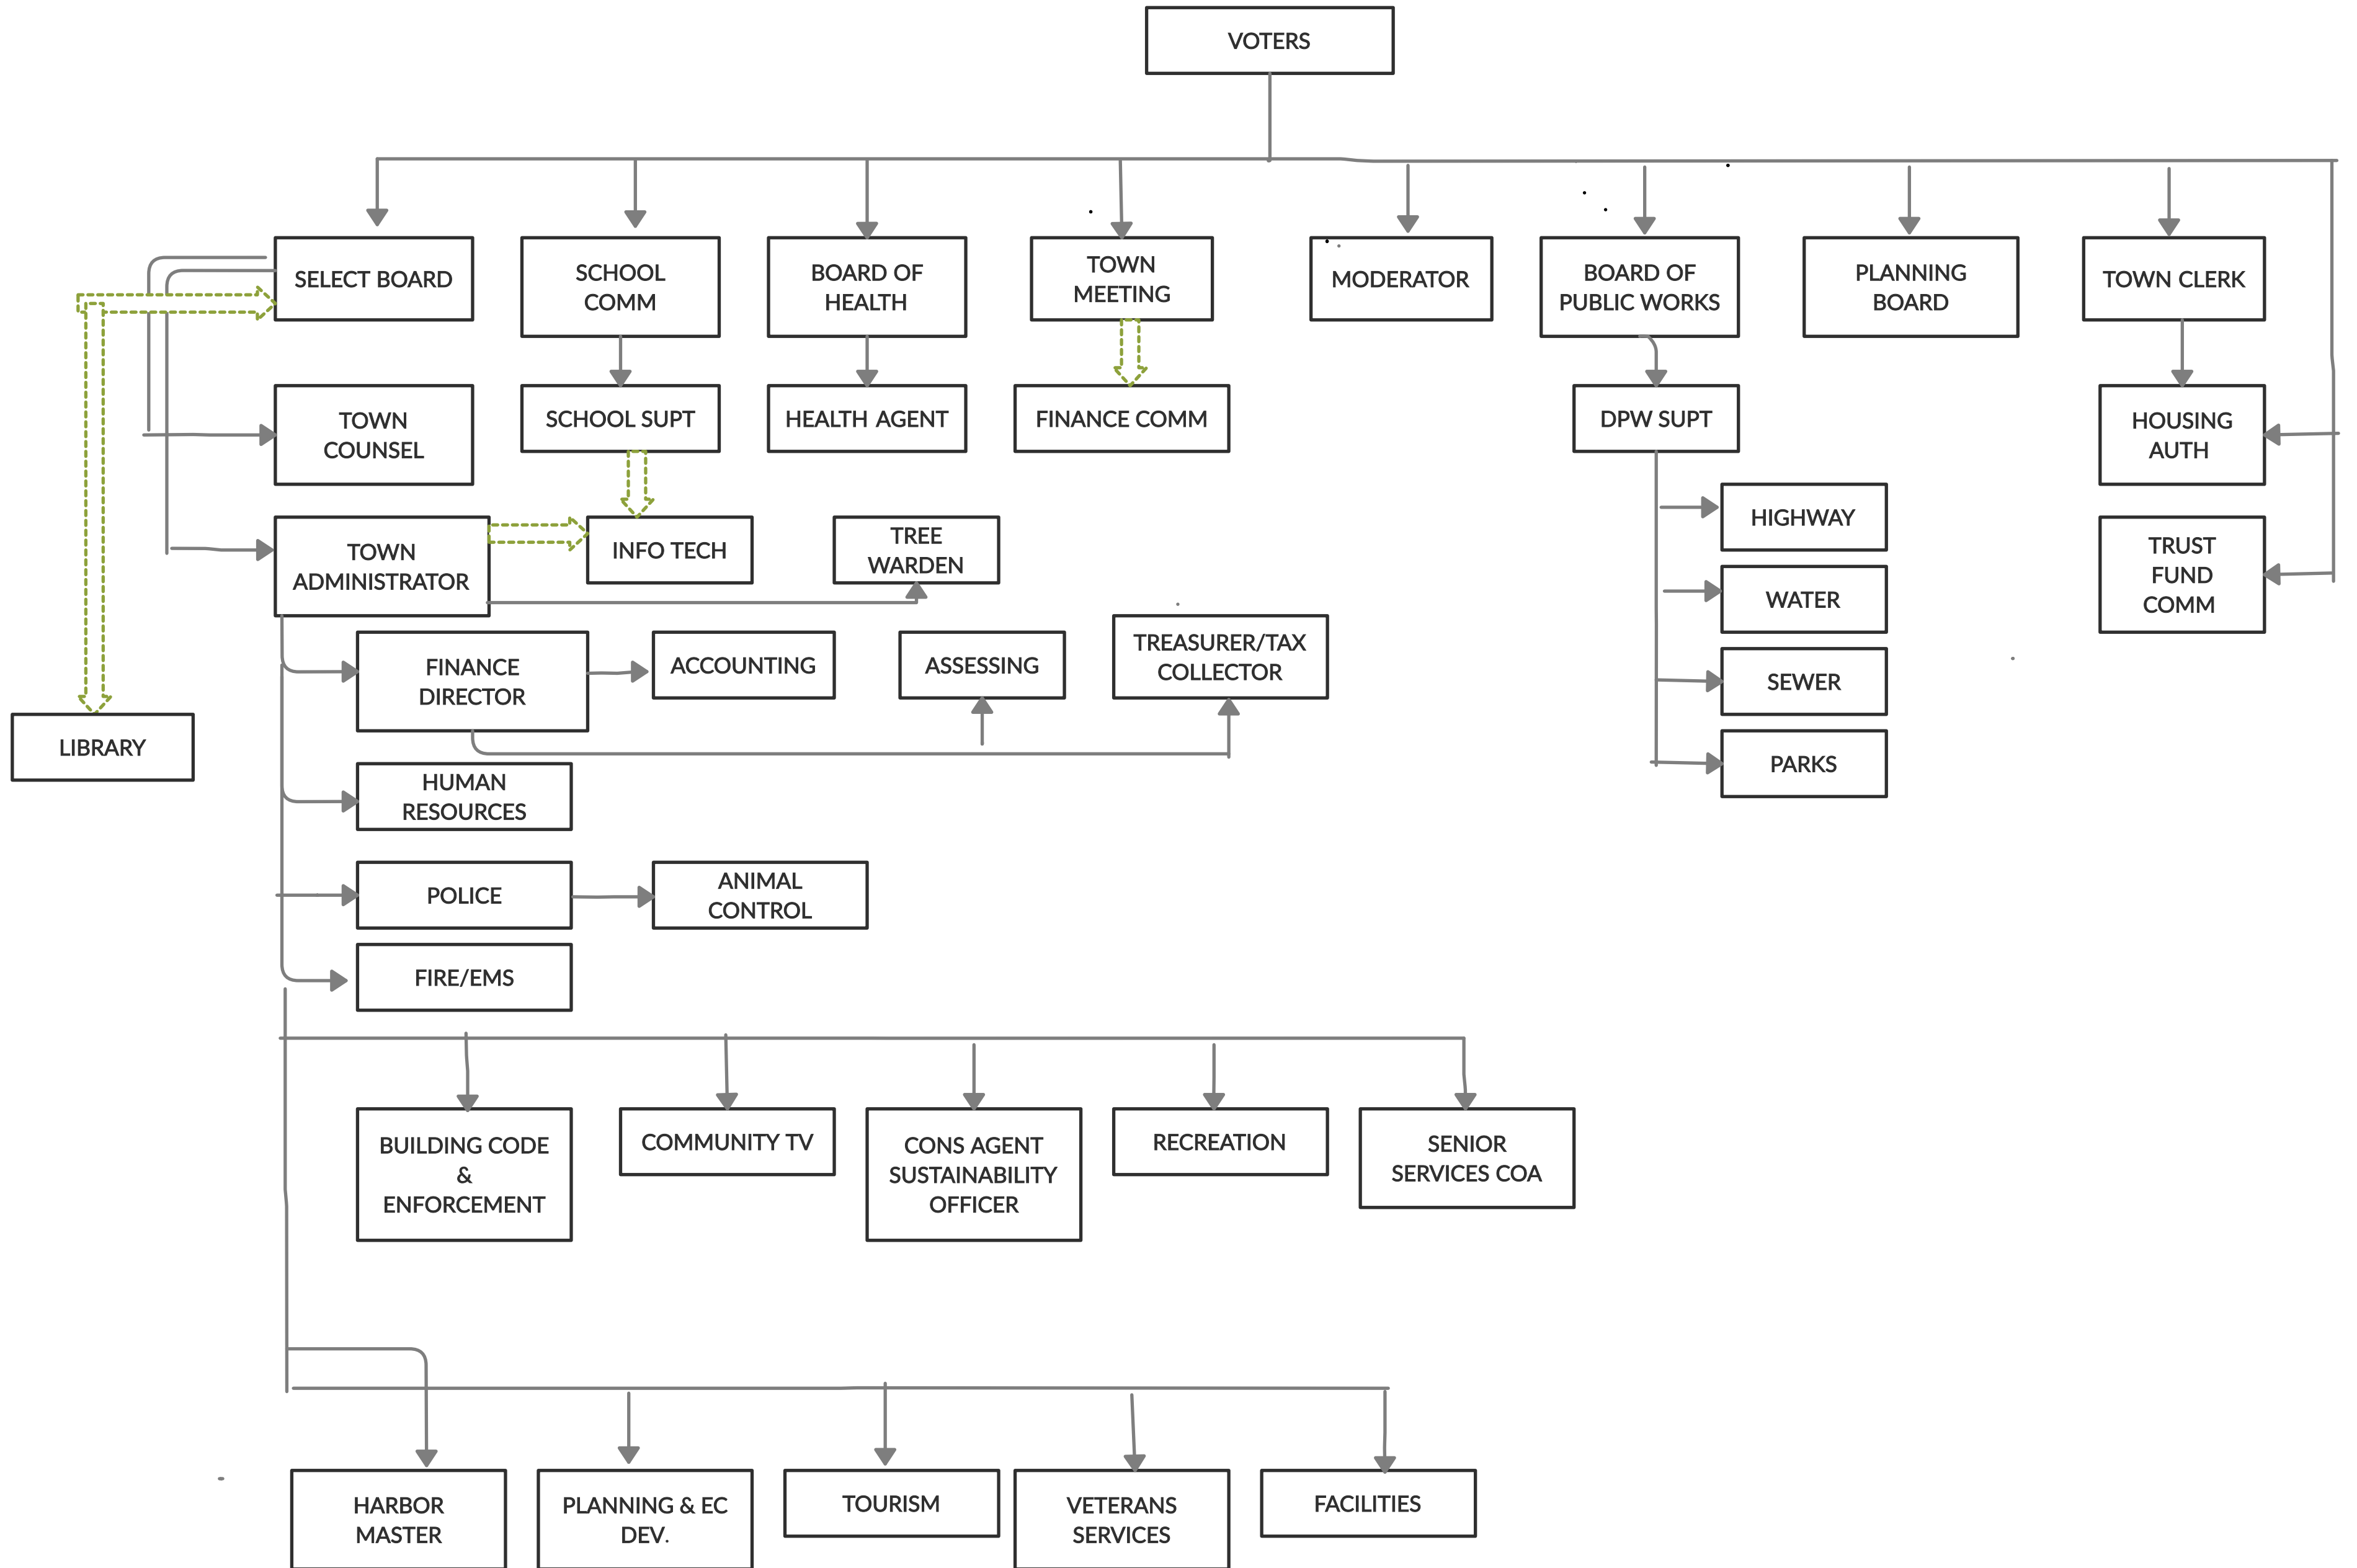 VOTERS
SELECT BOARD
SCHOOL
COMM
BOARD OF
HEALTH
TOWN
MEETING
MODERATOR
BOARD OF
PUBLIC WORKS
PLANNING
BOARD
TOWN CLERK
TOWN
COUNSEL
SCHOOL SUPT
HEALTH AGENT
FINANCE COMM
DPW SUPT
HOUSING
AUTH
TOWN
ADMINISTRATOR
INFO TECH
TREE
WARDEN
HIGHWAY
WATER
SEWER
PARKS
TRUST
FUND
COMM
FINANCE
DIRECTOR
ACCOUNTING
ASSESSING
TREASURER/TAX
COLLECTOR
LIBRARY
HUMAN
RESOURCES
POLICE
ANIMAL
CONTROL
FIRE/EMS
BUILDING CODE
&
ENFORCEMENT
COMMUNITY TV
CONS AGENT
SUSTAINABILITY
OFFICER
RECREATION
SENIOR
SERVICES COA
HARBOR
MASTER
PLANNING & EC
DEV.
TOURISM
VETERANS
SERVICES
FACILITIES